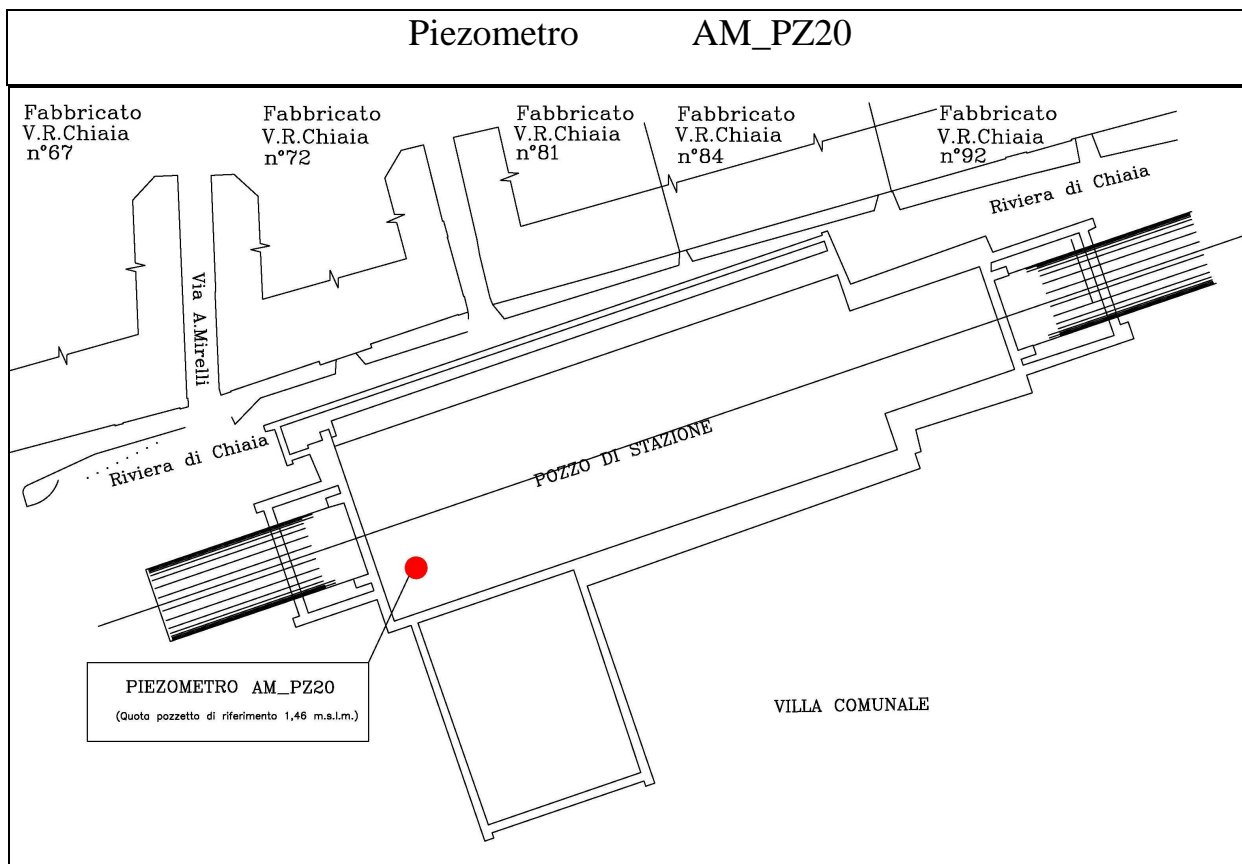 Piezometro AM_PZ20
Fabbricato
V.R.Chiaia
n°67
Fabbricato
V.R.Chiaia
n°72
Fabbricato
V.R.Chiaia
n°81
Fabbricato
V.R.Chiaia
n°84
Fabbricato
V.R.Chiaia
n°92
Riviera di Chiaia
Via A.Mirelli
Riviera di Chiaia
POZZO DI STAZIONE
PIEZOMETRO AM_PZ20
(Quota pozzetto di riferimento 1,46 m.s.l.m.)
VILLA COMUNALE